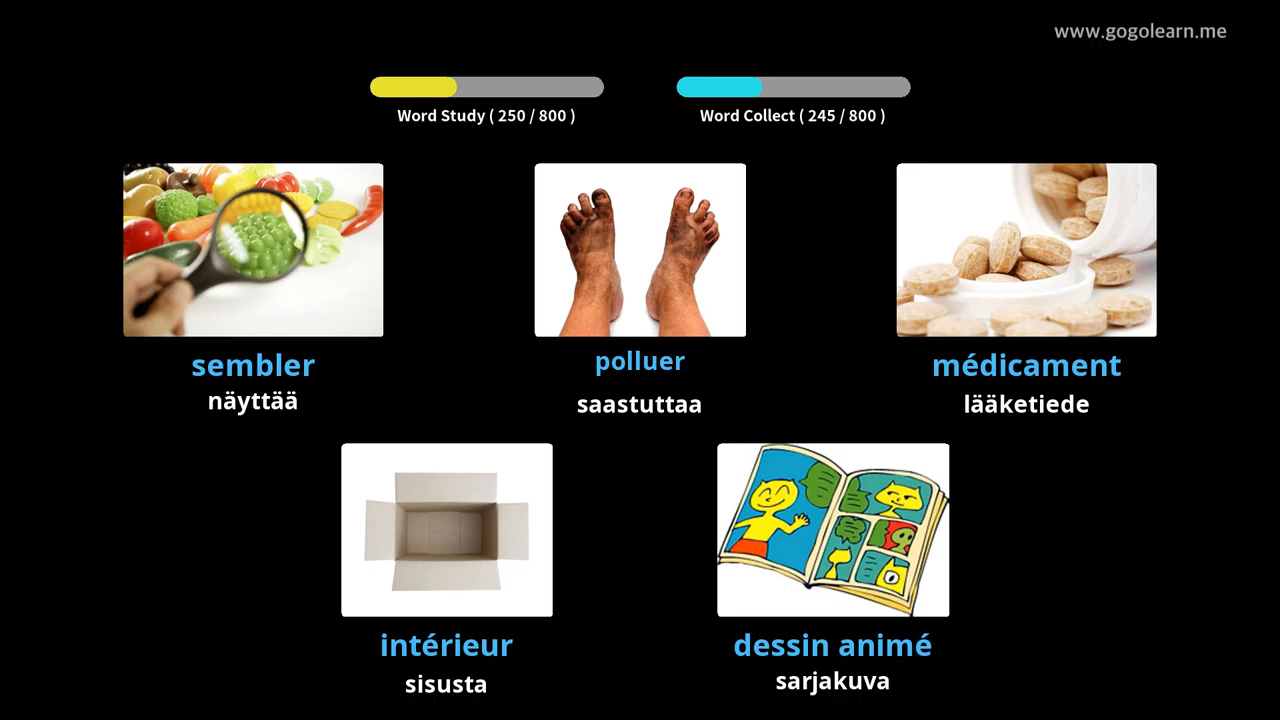 www.gogolearn.me
Word Study ( 250 / 800 )
Word Collect ( 245 / 800 )
sembler
näyttää
polluer
saastuttaa
médicament
lääketiede
intérieur
sisusta
dessin animé
sarjakuva